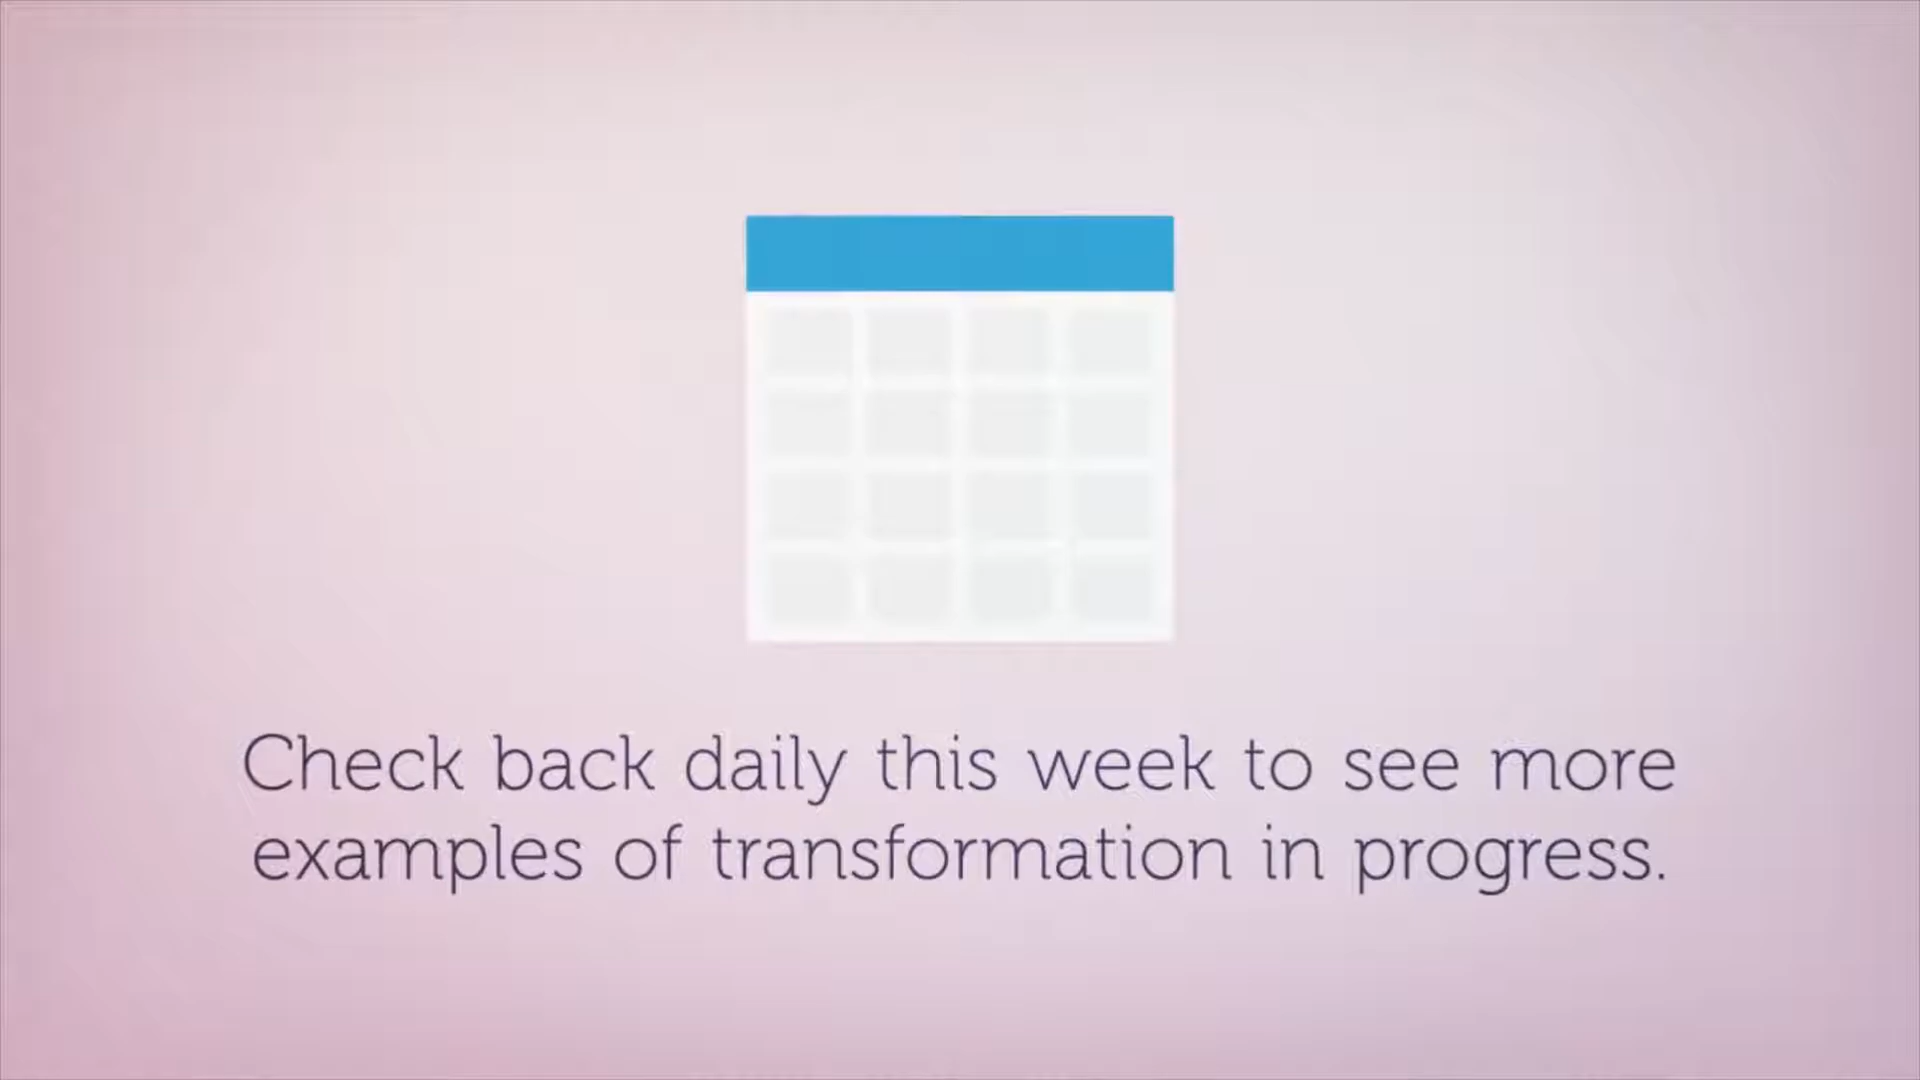 Check back daily this week to see more
examples of transformation in progress.